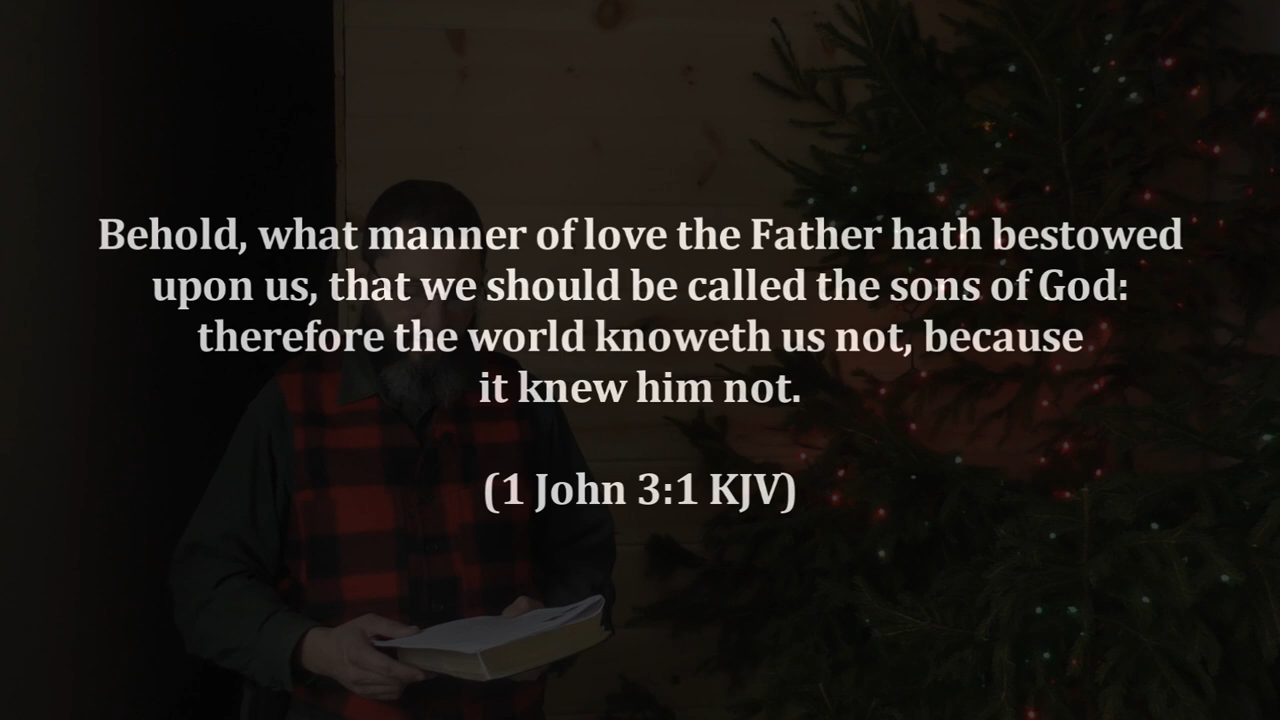 Behold, what manner of love the Father hath bestowed
upon us, that we should be called the sons of God:
therefore the world knoweth us not, because
it knew him not.
(1 John 3:1 KJV)